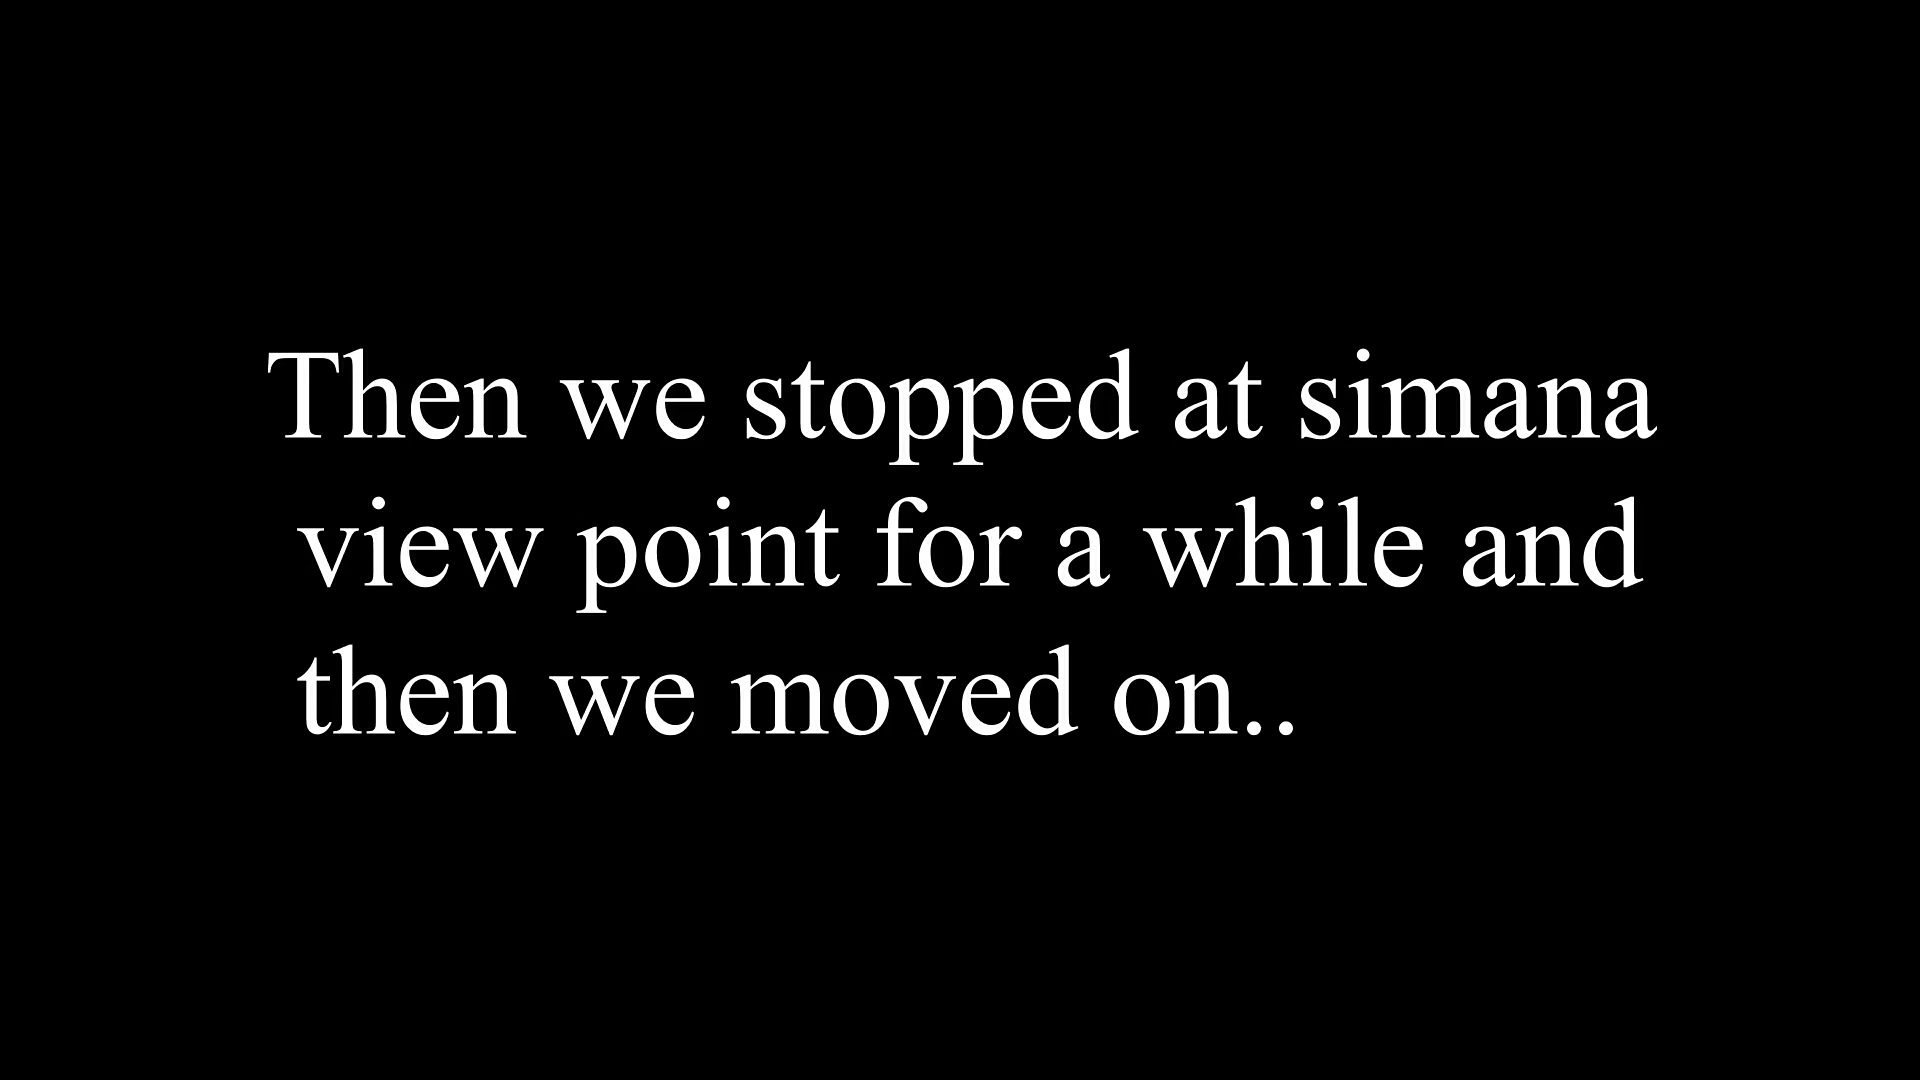 Then we stopped at simana
view point for a while and
then we moved on..